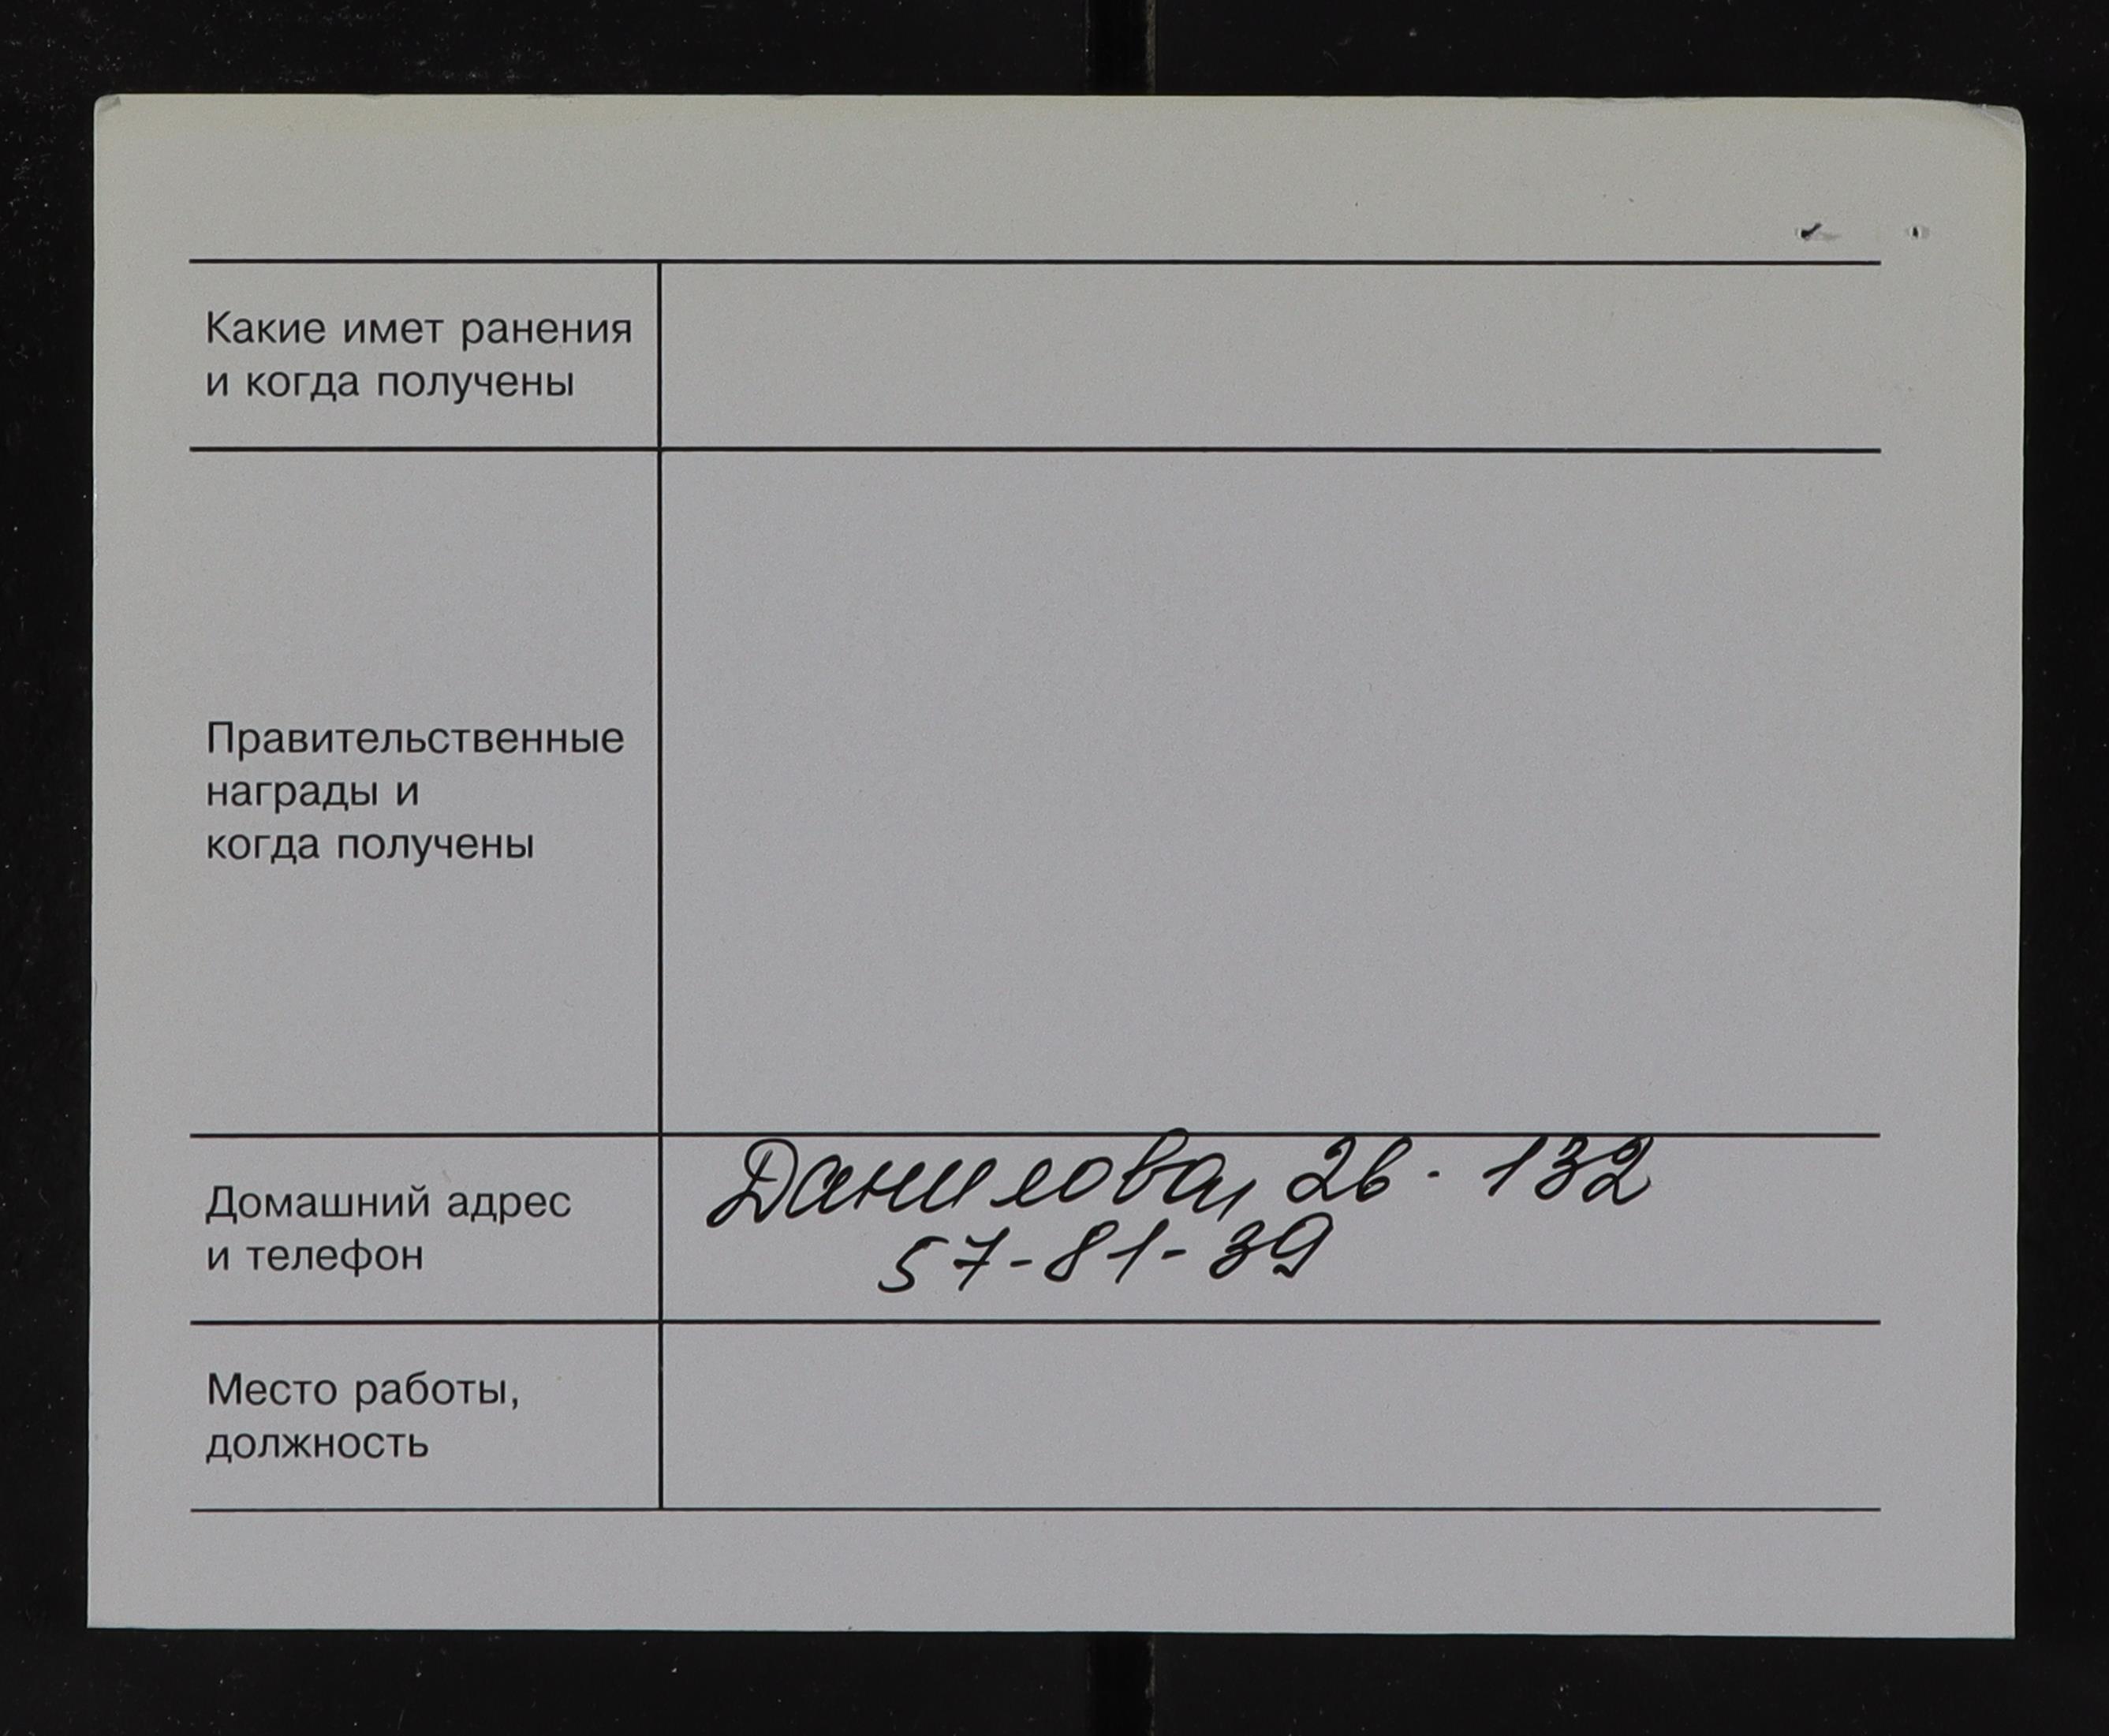 Какие имет ранения
и когда получены
Правительственные
награды и
когда получены
Домашний адрес
и телефон
Данилова, 26 - 132
57-81-39
Место работы,
должность